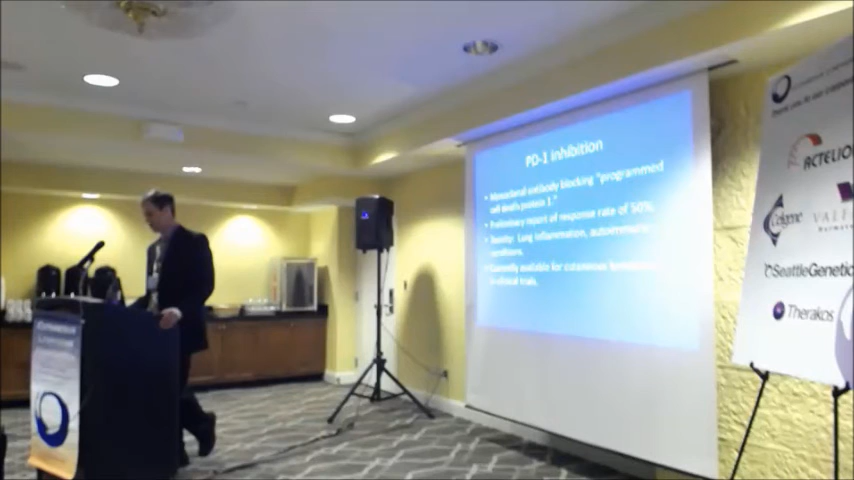 PD-1 Inhibition
• Monoclonal antibody blocking "programmed
cell death protein 1."
• Preliminary report of response rate of 50%.
• Toxicity: Lung inflammation, autoimmune
conditions.
• Currently available for cutaneous lymphoma
in clinical trials.
ACTELION
Celgene
SeattleGenetics
Therakos